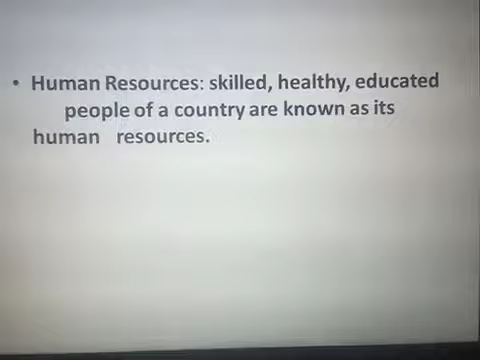 • Human Resources: skilled, healthy, educated
people of a country are known as its
human resources.